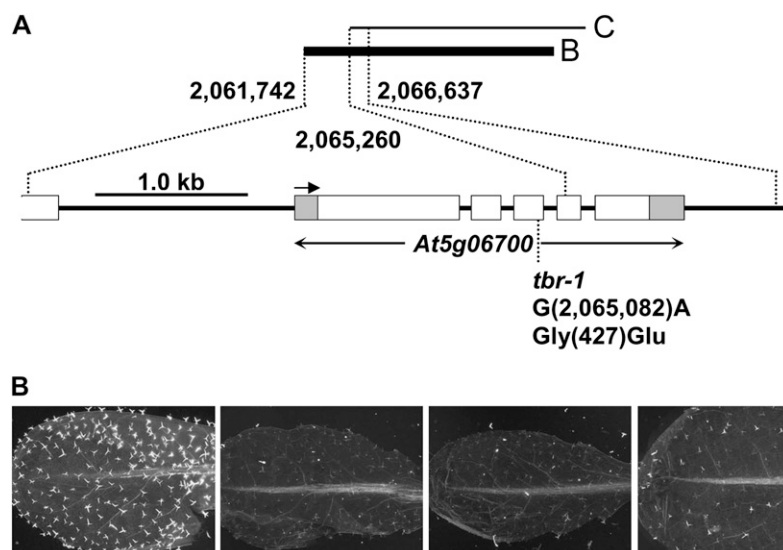 A
C
B
2,061,742
2,066,637
2,065,260
1.0 kb
At5g06700
tbr-1
G(2,065,082)A
Gly(427)Glu
B